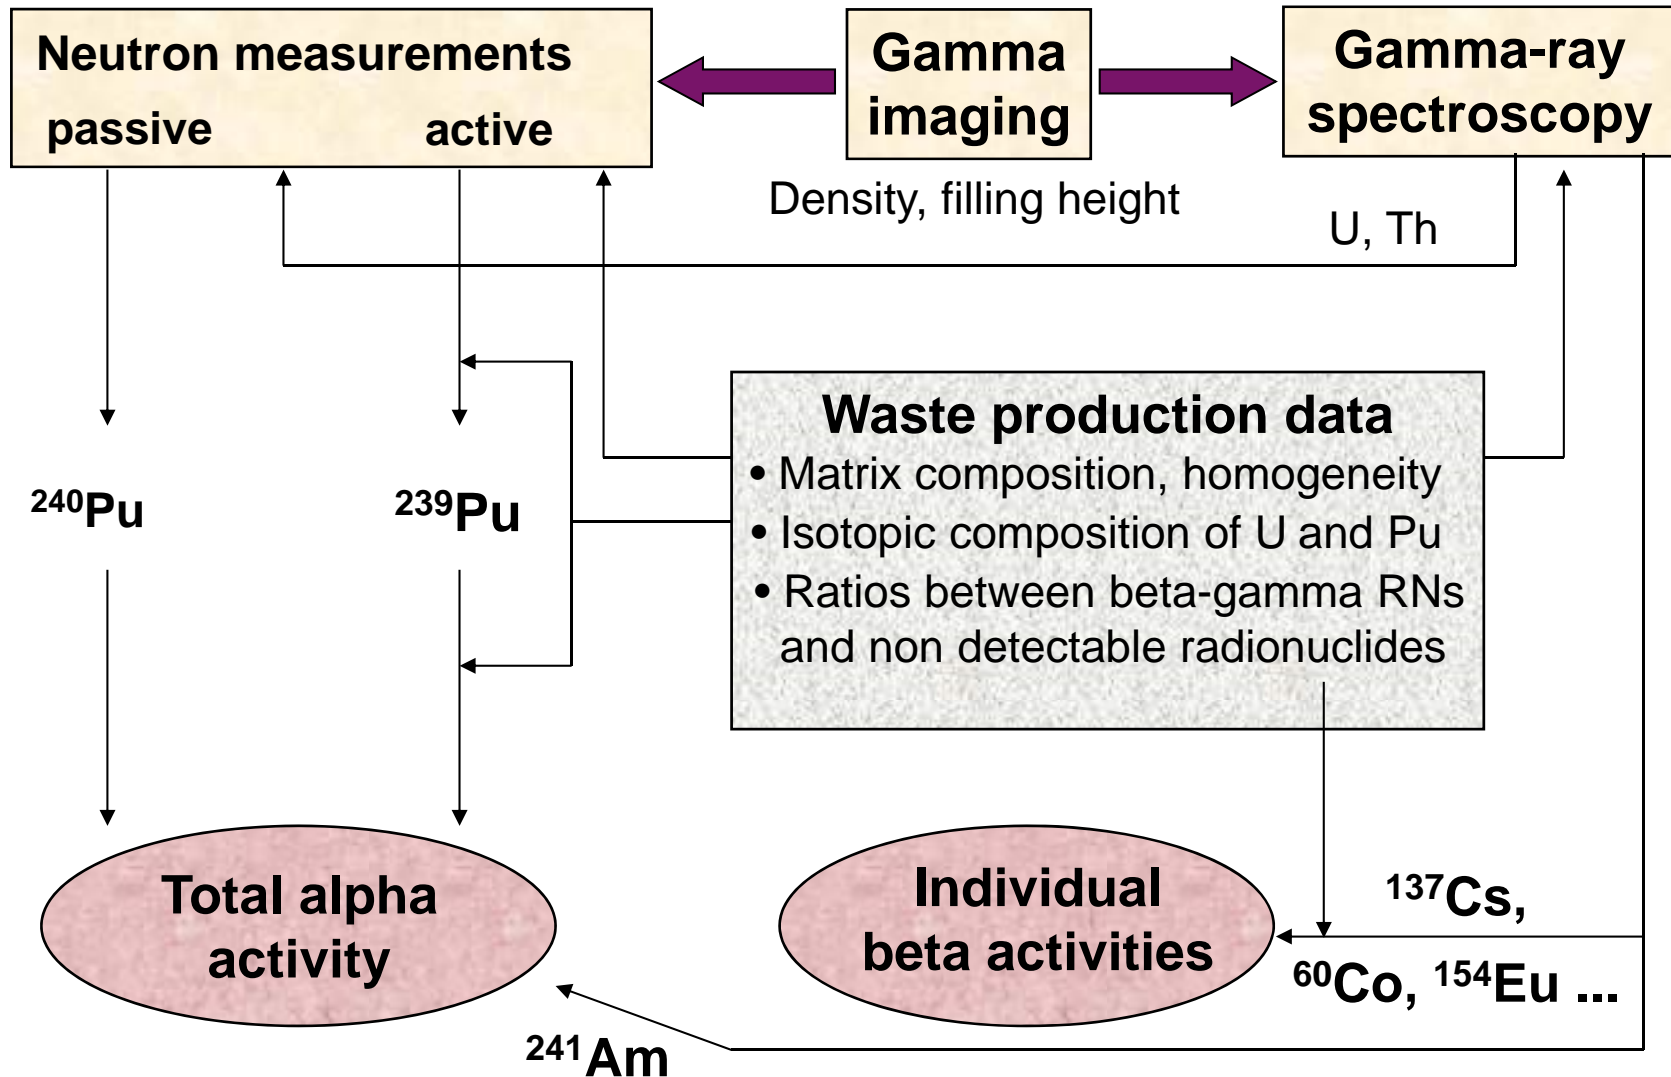 Neutron measurements
passive active
Gamma
imaging
Gamma-ray
spectroscopy
Density, filling height
U, Th
Waste production data
• Matrix composition, homogeneity
• Isotopic composition of U and Pu
• Ratios between beta-gamma RNs
and non detectable radionuclides
²⁴⁰Pu
²³⁹Pu
Total alpha
activity
Individual
beta activities
¹³⁷Cs,
⁶⁰Co, ¹⁵⁴Eu ...
²⁴¹Am